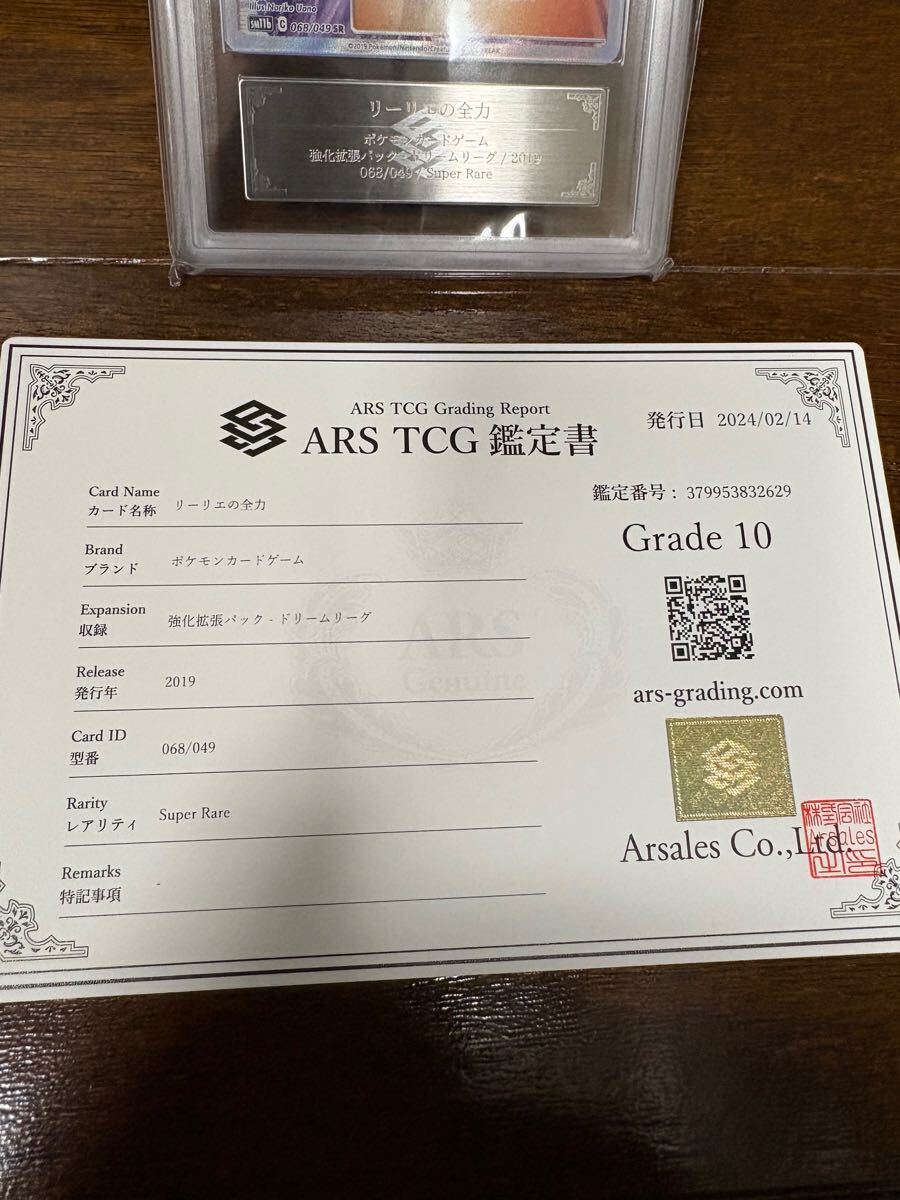 Illus Naoko Uono
SM11b C 068/049 SR
©2019 Pokémon/Nintendo/Creatures
リーリエの全力
ポケモンカードゲーム
強化拡張パック - ドリームリーグ / 2019
068/049 / Super Rare
ARS TCG Grading Report
ARS TCG 鑑定書
発行日 2024/02/14
Card Name
カード名称 リーリエの全力
Brand
ブランド ポケモンカードゲーム
Expansion
収録 強化拡張パック - ドリームリーグ
Release
発行年 2019
Card ID
型番 068/049
Rarity
レアリティ Super Rare
Remarks
特記事項 -
ARS
Genuine
鑑定番号 : 379953832629
Grade 10
ars-grading.com
Arsales Co.,Ltd.
株式会社
Arsales